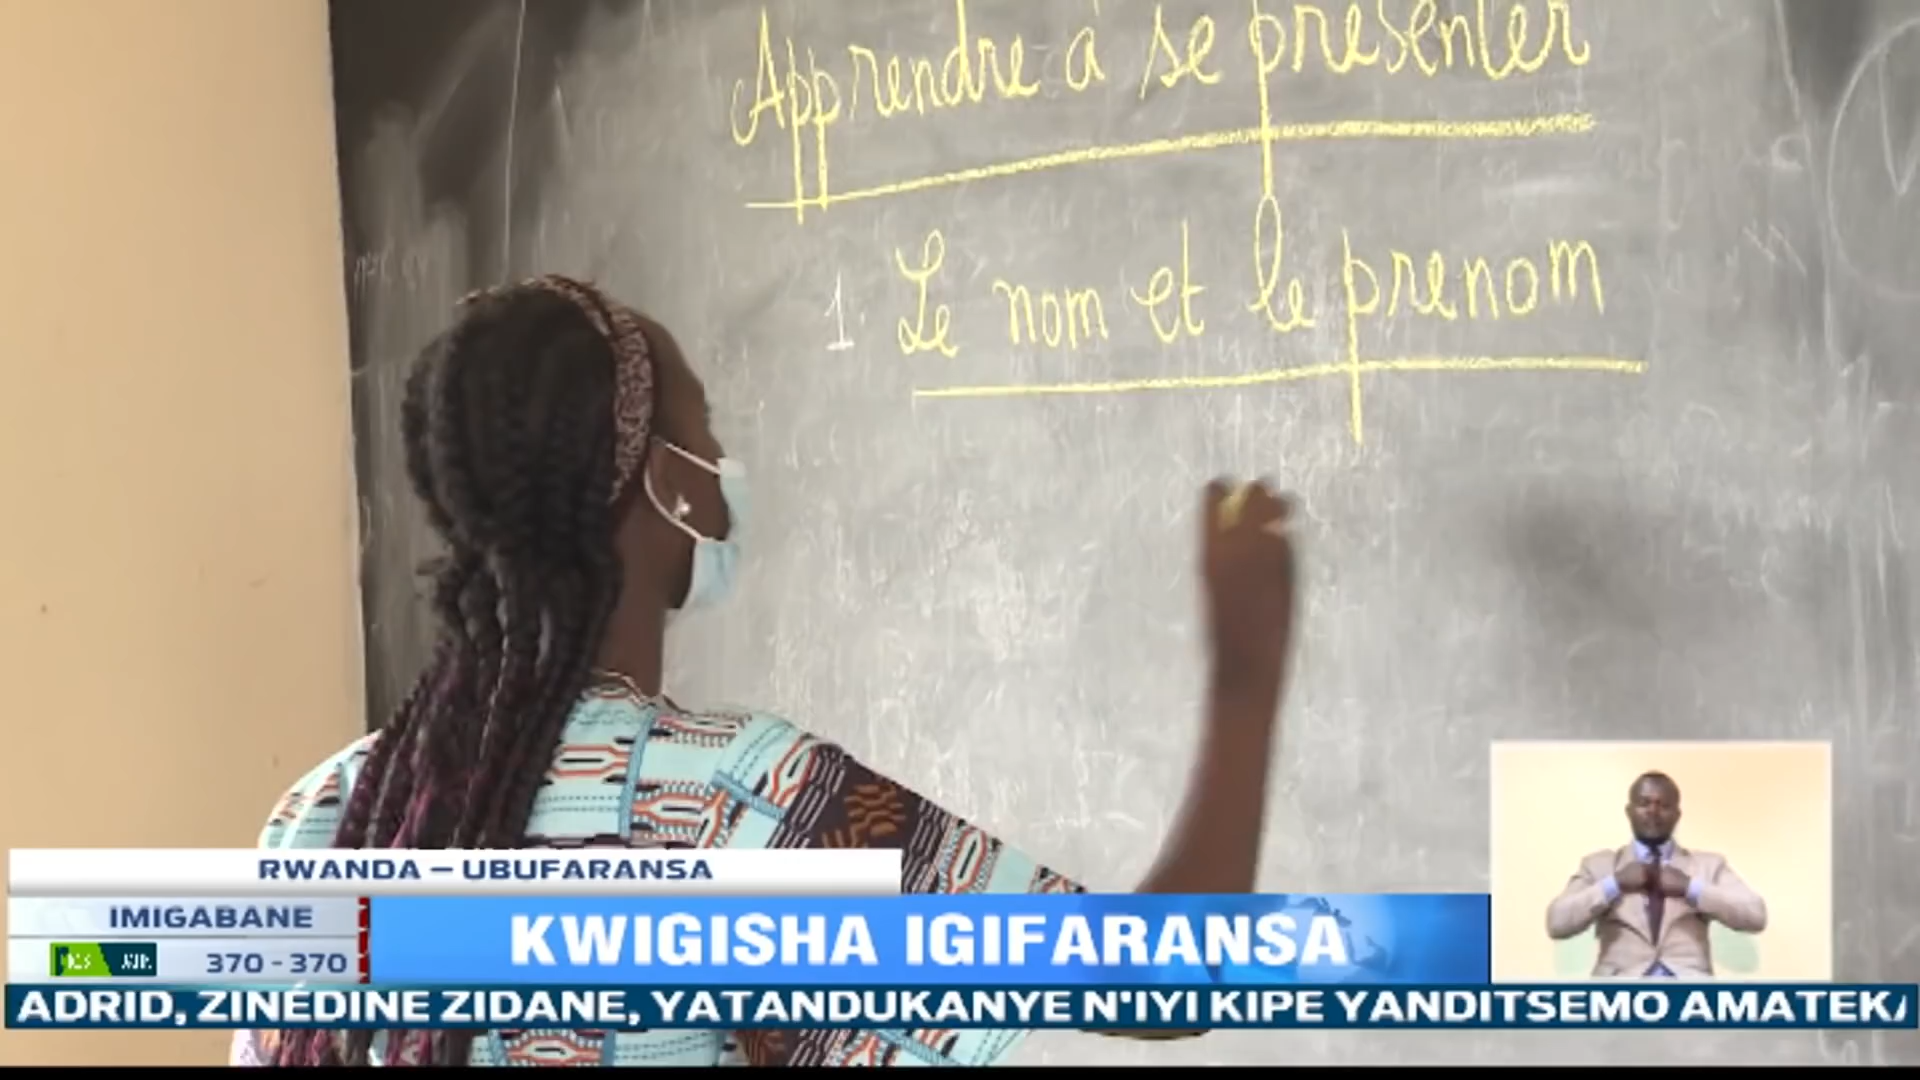 Apprendre à se présenter
1. Le nom et le prenom
RWANDA – UBUFARANSA
IMIGABANE
KWIGISHA IGIFARANSA
370 - 370
ADRID, ZINÉDINE ZIDANE, YATANDUKANYE N'IYI KIPE YANDITSEMO AMATEKA